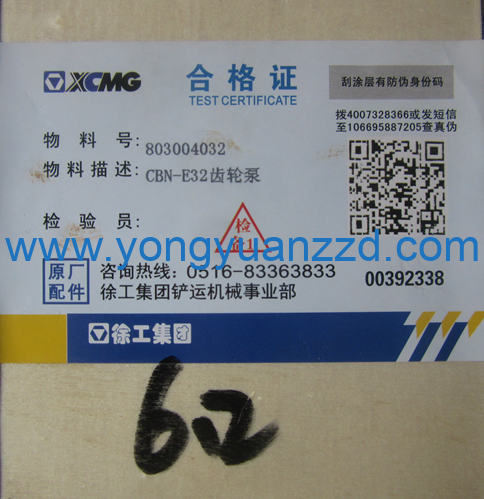 XCMG
合格证
TEST CERTIFICATE
刮涂层有防伪身份码
拨4007328366或发短信
至106695887205查真伪
物料号: 803004032
物料描述: CBN-E32齿轮泵
检验员:
检
www.yongyuanzzd.com
原厂
配件
咨询热线: 0516-83363833
徐工集团铲运机械事业部
00392338
徐工集团